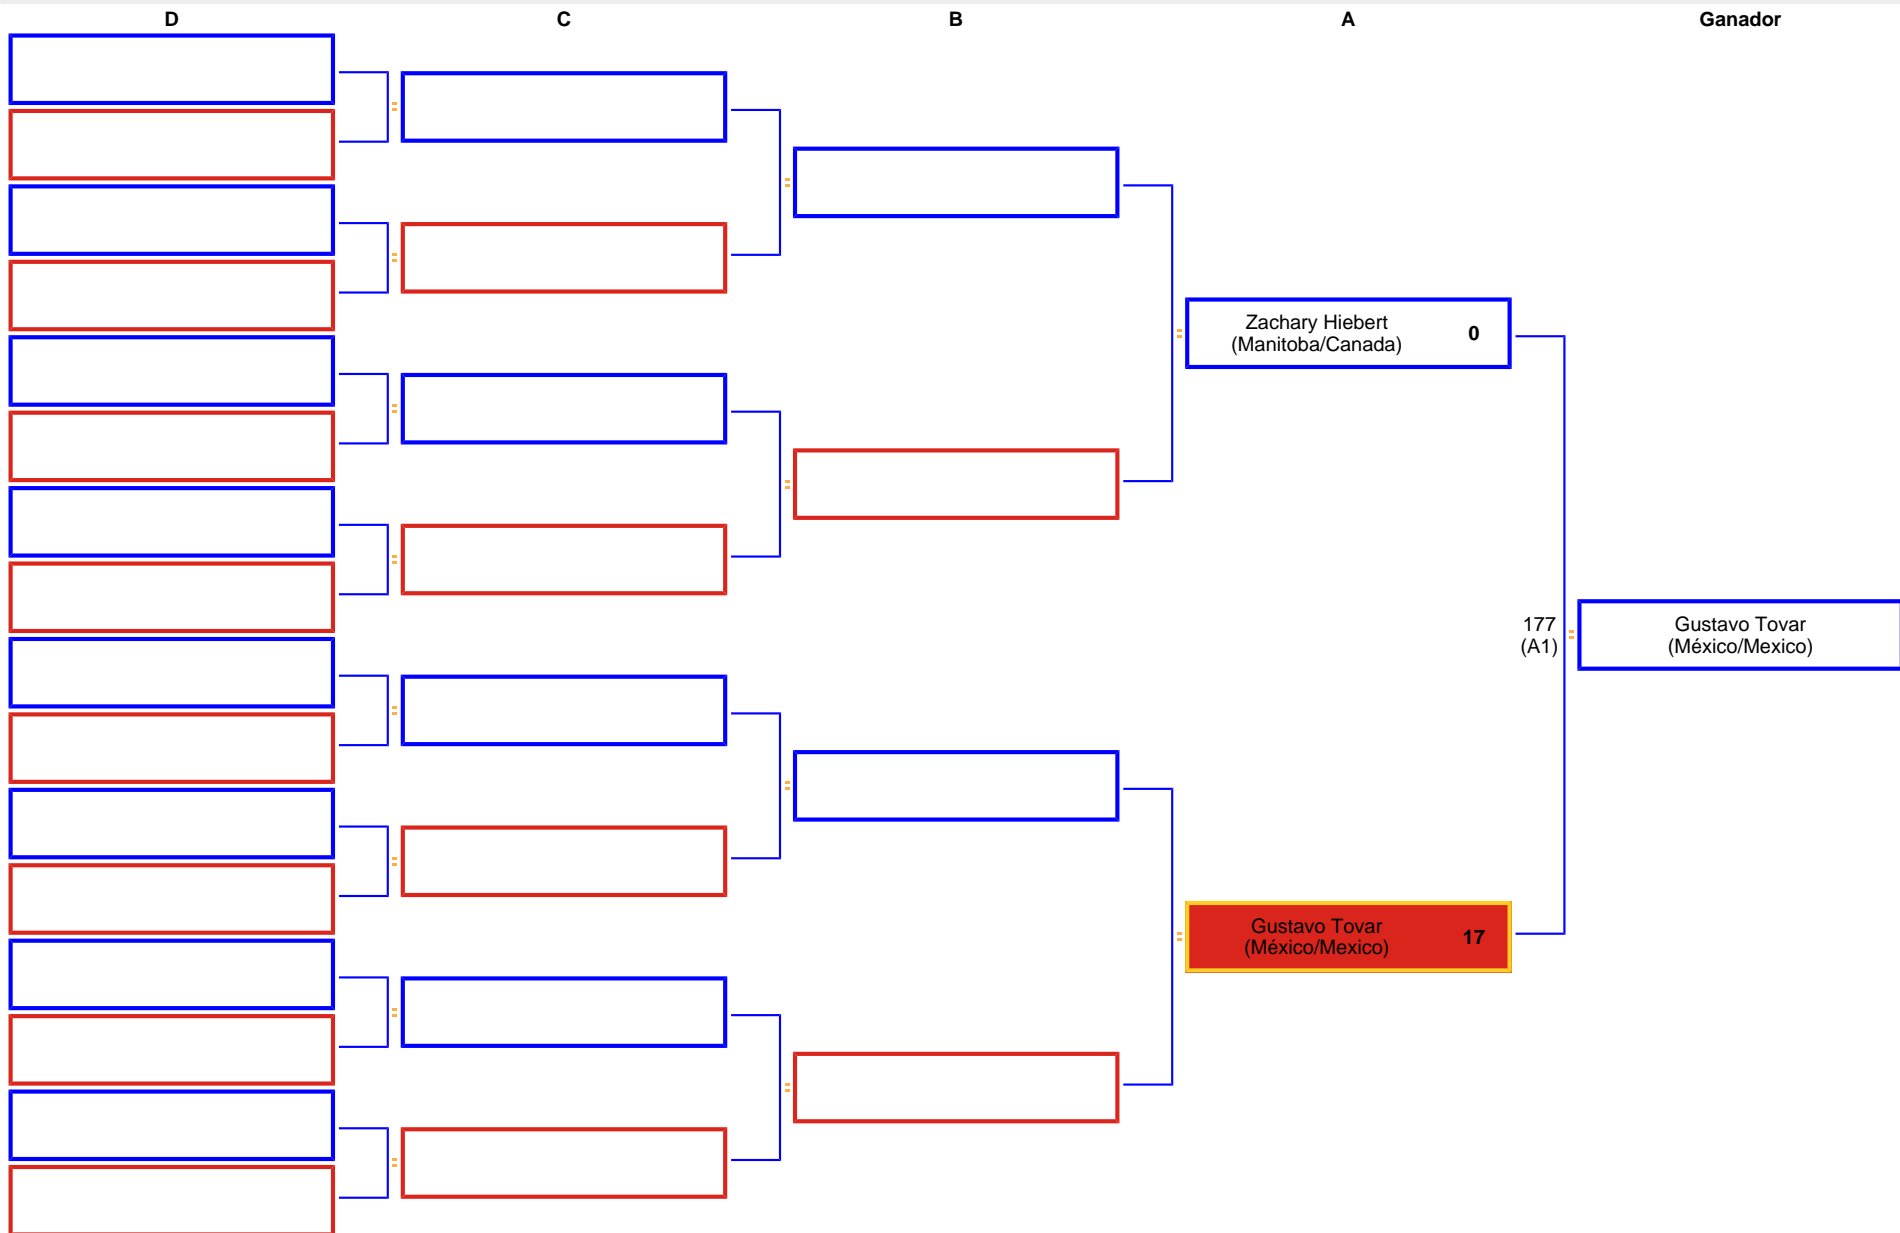 D
C
B
A
Ganador
Zachary Hiebert
(Manitoba/Canada)
0
177
(A1)
Gustavo Tovar
(México/Mexico)
Gustavo Tovar
(México/Mexico)
17